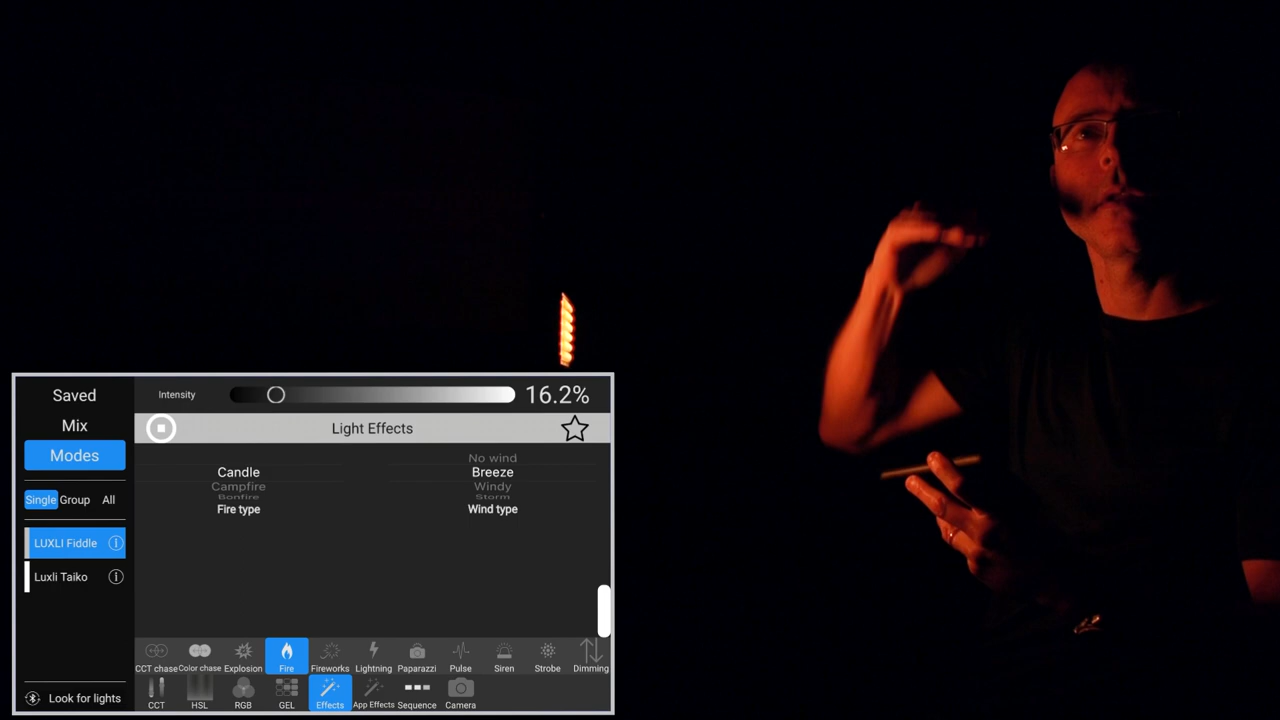 Saved
Mix
Modes
Single Group All
LUXLI Fiddle
Luxli Taiko
Look for lights
Intensity 16.2%
Light Effects
Candle
Campfire
Bonfire
Fire type
No wind
Breeze
Windy
Storm
Wind type
CCT chase Color chase Explosion Fire Fireworks Lightning Paparazzi Pulse Siren Strobe Dimming
CCT HSL RGB GEL Effects App Effects Sequence Camera